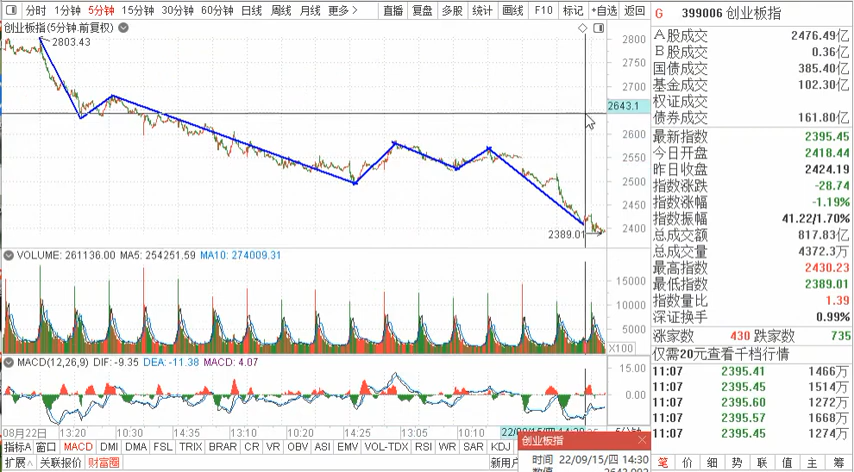 分时 1分钟 5分钟 15分钟 30分钟 60分钟 日线 周线 月线 更多 直播 复盘 多股 统计 画线 F10 标记 +自选 返回
创业板指(5分钟.前复权)
2803.43
2800
2750
2700
2643.1
2600
2550
2500
2450
2400
2389.01
VOLUME: 261136.00 MA5: 254251.59 MA10: 274009.31
15000
10000
5000
X100
MACD(12,26,9) DIF: -9.35 DEA: -11.38 MACD: 4.07
15.00
0.00
08月22日 13:20 10:30 14:35 13:10 10:20 14:25 13:05 10:10 22/09/15/四 14:30
指标A 窗口 MACD DMI DMA FSL TRIX BRAR CR VR OBV ASI EMV VOL-TDX RSI WR SAR KDJ
扩展∧ 关联报价 财富圈 新用户
创业板指
时间 22/09/15/四 14:30
G 399006 创业板指
A股成交 2476.49亿
B股成交 0.36亿
国债成交 385.40亿
基金成交 102.30亿
权证成交
债券成交 161.80亿
最新指数 2395.45
今日开盘 2418.44
昨日收盘 2424.19
指数涨跌 -28.74
指数涨幅 -1.19%
指数振幅 41.22/1.70%
总成交额 817.83亿
总成交量 4372.3万
最高指数 2430.23
最低指数 2389.01
指数量比 1.39
深证换手 0.99%
涨家数 430 跌家数 735
仅需20元查看千档行情
11:07 2395.41 1466万
11:07 2395.45 1514万
11:07 2395.60 1272万
11:07 2395.57 1668万
11:07 2395.45 1274万
笔 价 细 势 联 值 主 筹